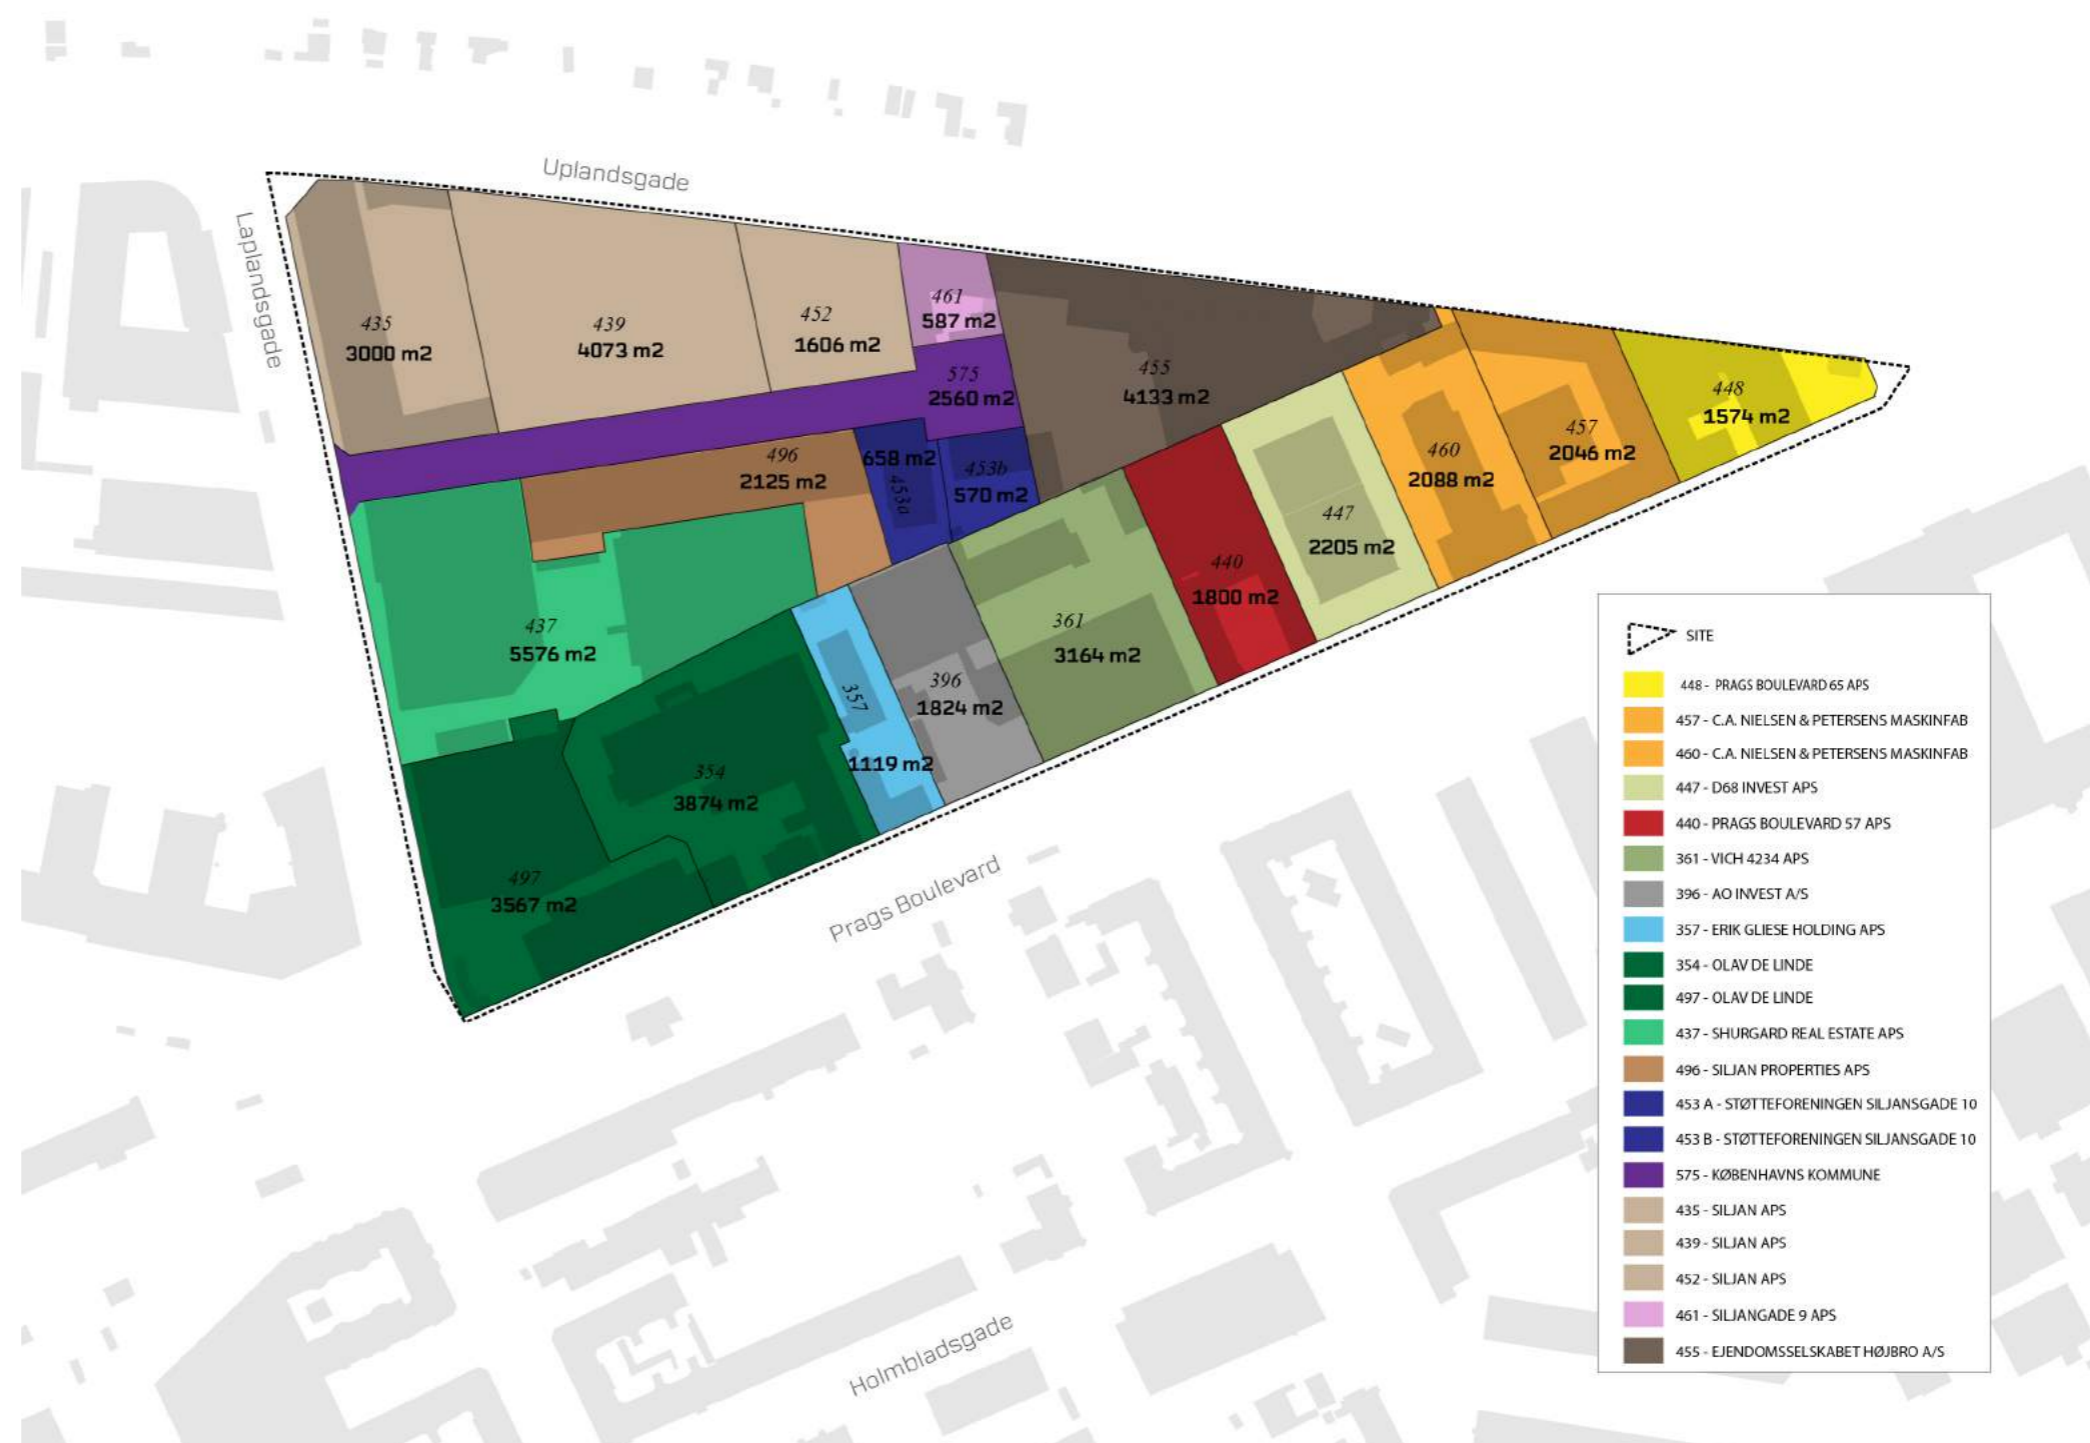 Uplandsgade
Laplandsgade
435
3000 m2
439
4073 m2
452
1606 m2
461
587 m2
575
2560 m2
455
4133 m2
448
1574 m2
457
2046 m2
460
2088 m2
447
2205 m2
440
1800 m2
361
3164 m2
496
2125 m2
658 m2
453a
453b
570 m2
437
5576 m2
357
1119 m2
396
1824 m2
354
3874 m2
497
3567 m2
Prags Boulevard
Holmbladsgade
SITE
448 - PRAGS BOULEVARD 65 APS
457 - C.A. NIELSEN & PETERSENS MASKINFAB
460 - C.A. NIELSEN & PETERSENS MASKINFAB
447 - D68 INVEST APS
440 - PRAGS BOULEVARD 57 APS
361 - VICH 4234 APS
396 - AO INVEST A/S
357 - ERIK GLIESE HOLDING APS
354 - OLAV DE LINDE
497 - OLAV DE LINDE
437 - SHURGARD REAL ESTATE APS
496 - SILJAN PROPERTIES APS
453 A - STØTTEFORENINGEN SILJANSGADE 10
453 B - STØTTEFORENINGEN SILJANSGADE 10
575 - KØBENHAVNS KOMMUNE
435 - SILJAN APS
439 - SILJAN APS
452 - SILJAN APS
461 - SILJANGADE 9 APS
455 - EJENDOMSSELSKABET HØJBRO A/S